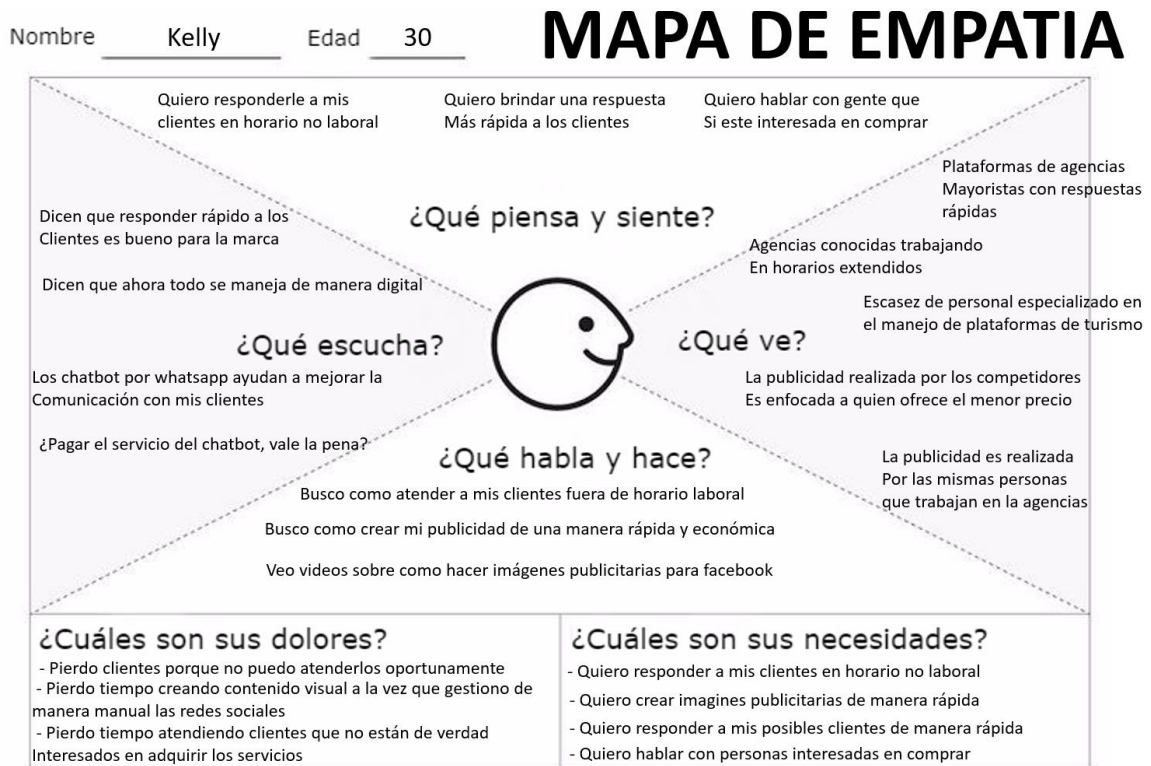 Nombre Kelly Edad 30 MAPA DE EMPATIA
Quiero responderle a mis
clientes en horario no laboral
Quiero brindar una respuesta
Más rápida a los clientes
Quiero hablar con gente que
Si este interesada en comprar
¿Qué piensa y siente?
Dicen que responder rápido a los
Clientes es bueno para la marca
Dicen que ahora todo se maneja de manera digital
¿Qué escucha?
Los chatbot por whatsapp ayudan a mejorar la
Comunicación con mis clientes
¿Pagar el servicio del chatbot, vale la pena?
Plataformas de agencias
Mayoristas con respuestas
rápidas
Agencias conocidas trabajando
En horarios extendidos
Escasez de personal especializado en
el manejo de plataformas de turismo
¿Qué ve?
La publicidad realizada por los competidores
Es enfocada a quien ofrece el menor precio
La publicidad es realizada
Por las mismas personas
que trabajan en la agencias
¿Qué habla y hace?
Busco como atender a mis clientes fuera de horario laboral
Busco como crear mi publicidad de una manera rápida y económica
Veo videos sobre como hacer imágenes publicitarias para facebook
¿Cuáles son sus dolores?
- Pierdo clientes porque no puedo atenderlos oportunamente
- Pierdo tiempo creando contenido visual a la vez que gestiono de
manera manual las redes sociales
- Pierdo tiempo atendiendo clientes que no están de verdad
Interesados en adquirir los servicios
¿Cuáles son sus necesidades?
- Quiero responder a mis clientes en horario no laboral
- Quiero crear imagines publicitarias de manera rápida
- Quiero responder a mis posibles clientes de manera rápida
- Quiero hablar con personas interesadas en comprar